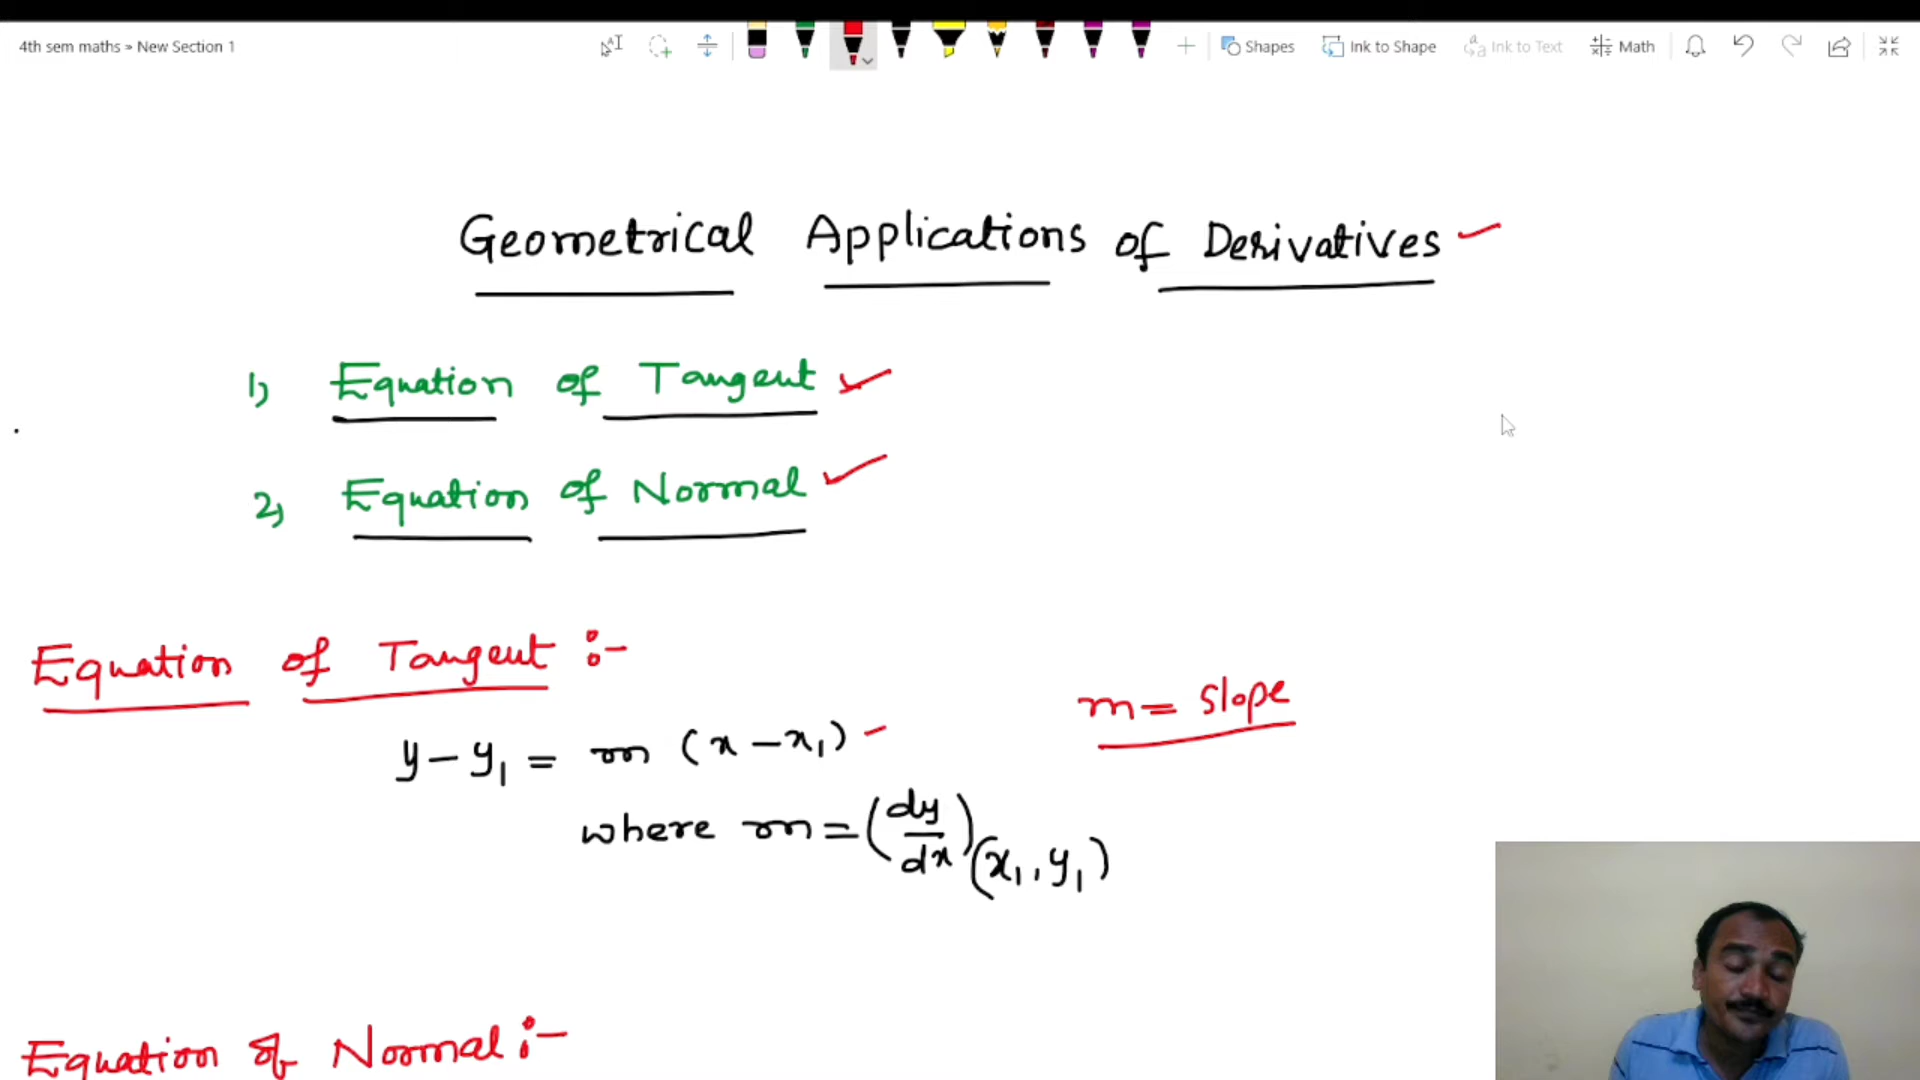 4th sem maths » New Section 1
Shapes
Ink to Shape
Ink to Text
Math
Geometrical Applications of Derivatives
1) Equation of Tangent
2) Equation of Normal
Equation of Tangent :-
m = slope
y - y₁ = m (x - x₁)
where m = (dy/dx)(x₁, y₁)
Equation of Normal :-